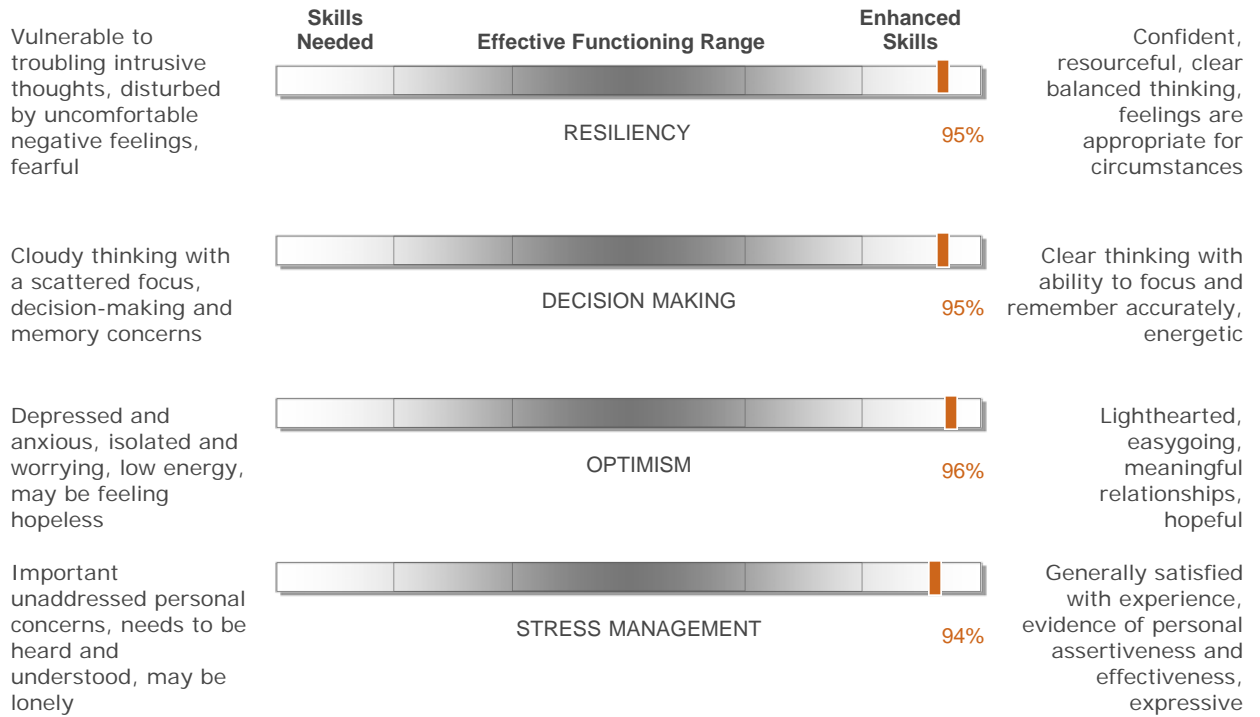 Skills
Needed
Effective Functioning Range
Enhanced
Skills
Vulnerable to
troubling intrusive
thoughts, disturbed
by uncomfortable
negative feelings,
fearful
RESILIENCY
95%
Confident,
resourceful, clear
balanced thinking,
feelings are
appropriate for
circumstances
Cloudy thinking with
a scattered focus,
decision-making and
memory concerns
DECISION MAKING
95%
Clear thinking with
ability to focus and
remember accurately,
energetic
Depressed and
anxious, isolated and
worrying, low energy,
may be feeling
hopeless
OPTIMISM
96%
Lighthearted,
easygoing,
meaningful
relationships,
hopeful
Important
unaddressed personal
concerns, needs to be
heard and
understood, may be
lonely
STRESS MANAGEMENT
94%
Generally satisfied
with experience,
evidence of personal
assertiveness and
effectiveness,
expressive